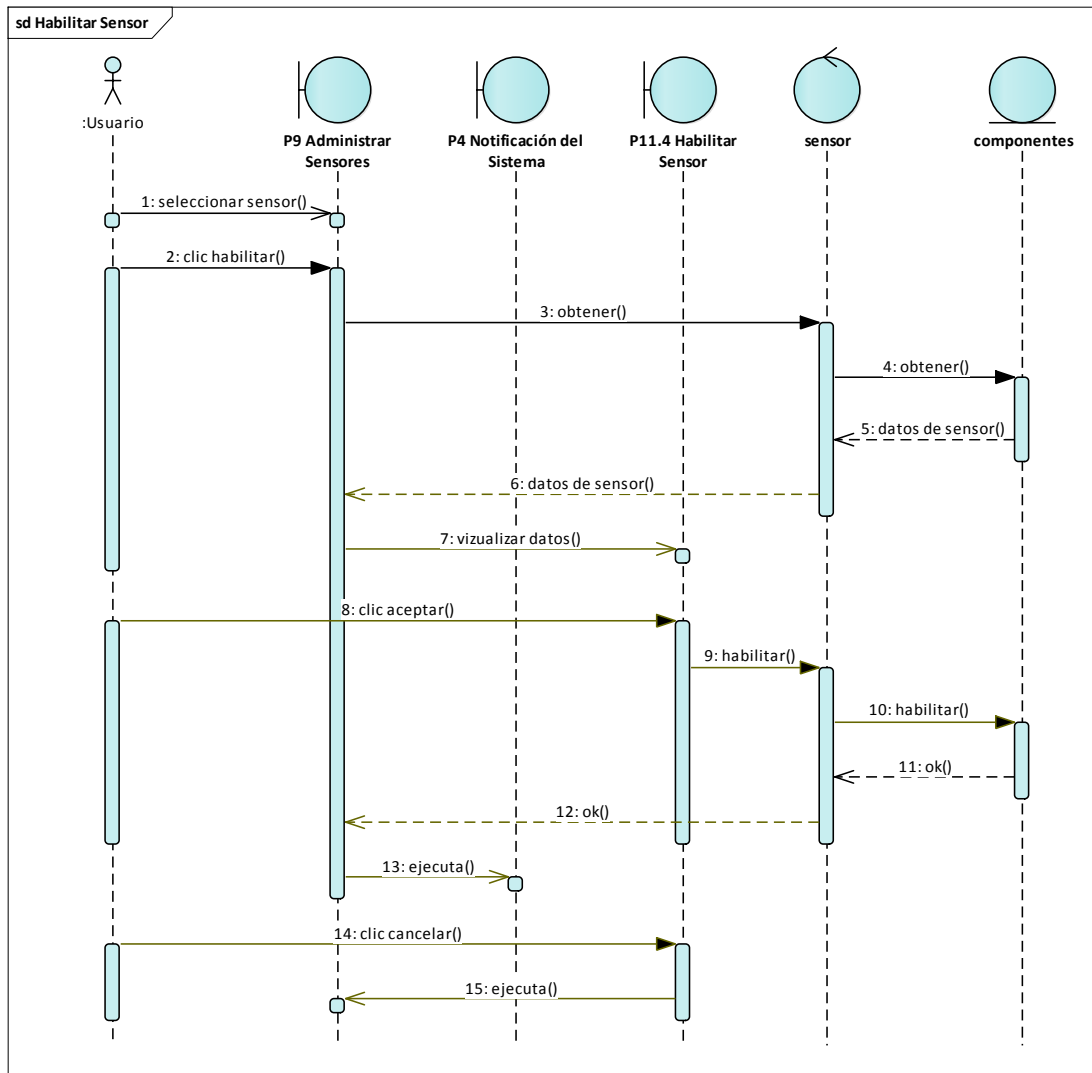 sd Habilitar Sensor
:Usuario
P9 Administrar
Sensores
P4 Notificación del
Sistema
P11.4 Habilitar
Sensor
sensor
componentes
1: seleccionar sensor()
2: clic habilitar()
3: obtener()
4: obtener()
5: datos de sensor()
6: datos de sensor()
7: vizualizar datos()
8: clic aceptar()
9: habilitar()
10: habilitar()
11: ok()
12: ok()
13: ejecuta()
14: clic cancelar()
15: ejecuta()